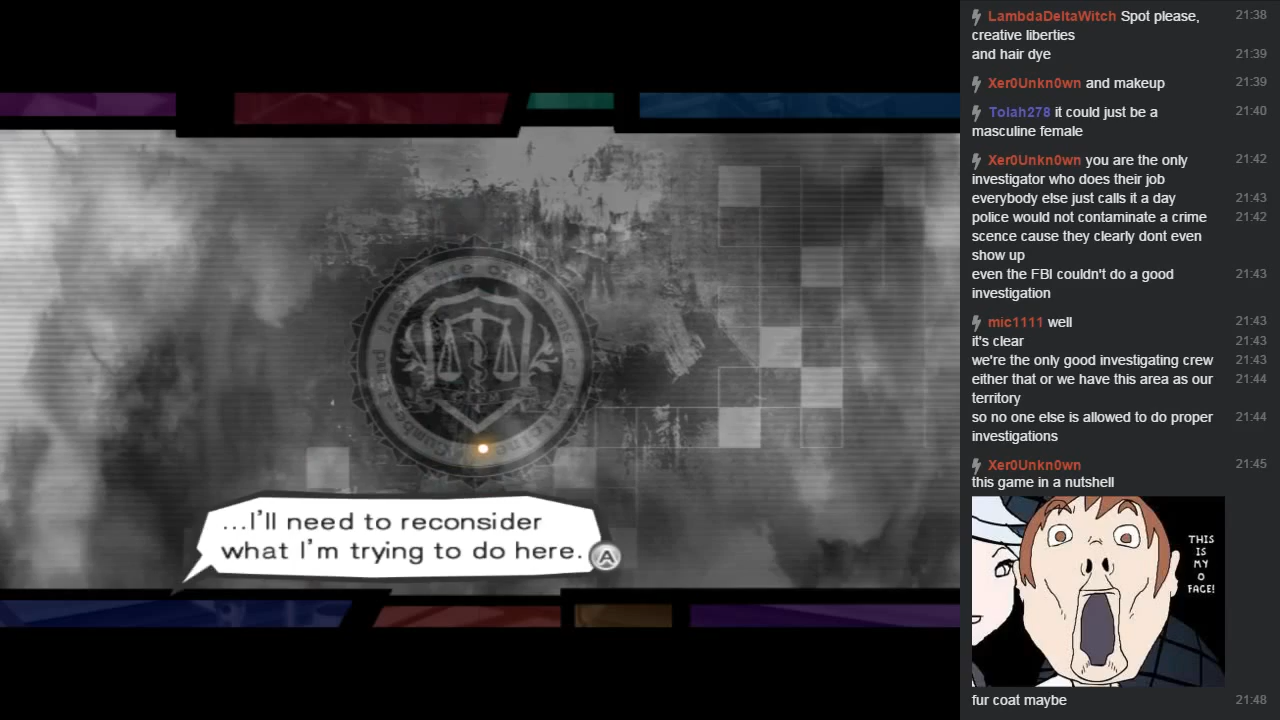 Institute of Forensic Medicine
Cumberland
...I'll need to reconsider
what I'm trying to do here.
A
LambdaDeltaWitch Spot please, 21:38
creative liberties
and hair dye 21:39
Xer0Unkn0wn and makeup 21:39
Tolah278 it could just be a 21:40
masculine female
Xer0Unkn0wn you are the only 21:42
investigator who does their job
everybody else just calls it a day 21:43
police would not contaminate a crime 21:42
scence cause they clearly dont even
show up
even the FBI couldn't do a good 21:43
investigation
mic1111 well 21:43
it's clear 21:43
we're the only good investigating crew 21:43
either that or we have this area as our 21:44
territory
so no one else is allowed to do proper 21:44
investigations
Xer0Unkn0wn 21:45
this game in a nutshell
THIS
IS
MY
O
FACE!
fur coat maybe 21:48